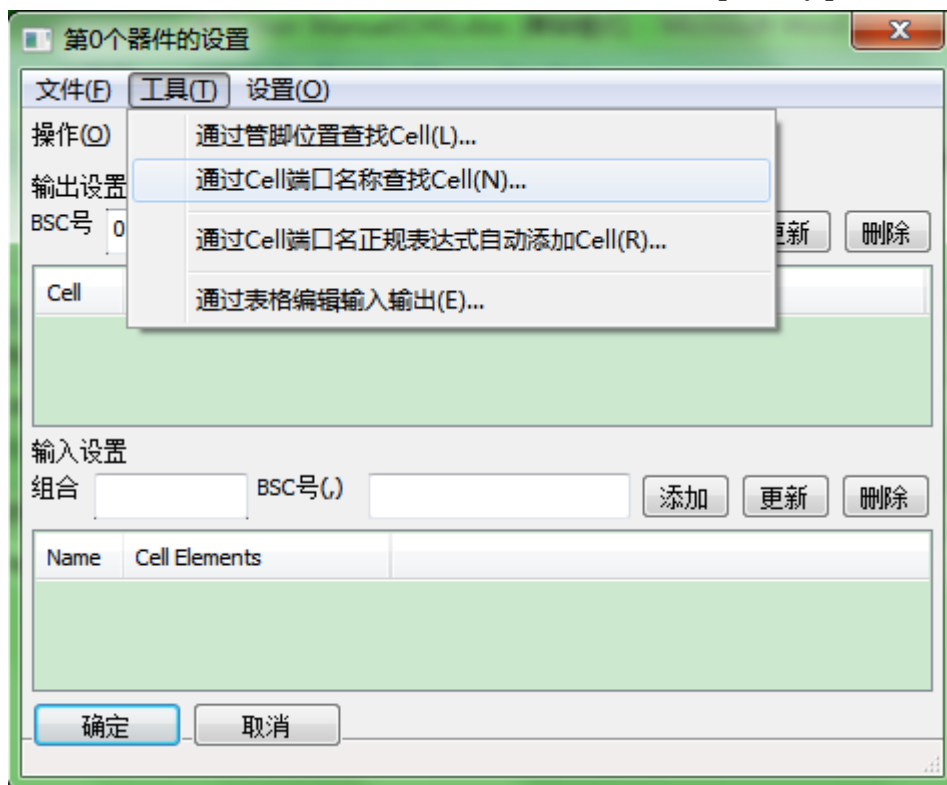 第0个器件的设置
文件(F) 工具(T) 设置(O)
操作(O)
通过管脚位置查找Cell(L)...
通过Cell端口名称查找Cell(N)...
通过Cell端口名正规表达式自动添加Cell(R)...
通过表格编辑输入输出(E)...
输出设置
BSC号 0 更新 删除
Cell
输入设置
组合 BSC号(,) 添加 更新 删除
Name Cell Elements
确定 取消